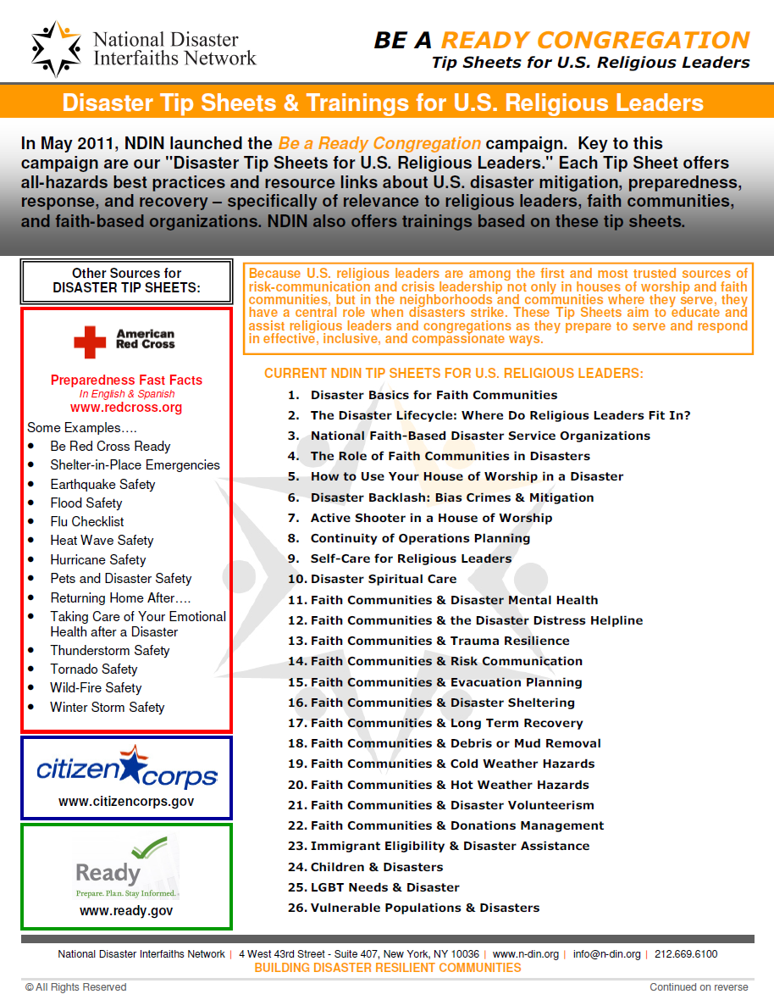 National Disaster
Interfaiths Network
BE A READY CONGREGATION
Tip Sheets for U.S. Religious Leaders
Disaster Tip Sheets & Trainings for U.S. Religious Leaders
In May 2011, NDIN launched the Be a Ready Congregation campaign.  Key to this
campaign are our "Disaster Tip Sheets for U.S. Religious Leaders." Each Tip Sheet offers
all-hazards best practices and resource links about U.S. disaster mitigation, preparedness,
response, and recovery – specifically of relevance to religious leaders, faith communities,
and faith-based organizations. NDIN also offers trainings based on these tip sheets.
Other Sources for
DISASTER TIP SHEETS:
American
Red Cross
Preparedness Fast Facts
In English & Spanish
www.redcross.org
Some Examples….
• Be Red Cross Ready
• Shelter-in-Place Emergencies
• Earthquake Safety
• Flood Safety
• Flu Checklist
• Heat Wave Safety
• Hurricane Safety
• Pets and Disaster Safety
• Returning Home After….
• Taking Care of Your Emotional
Health after a Disaster
• Thunderstorm Safety
• Tornado Safety
• Wild-Fire Safety
• Winter Storm Safety
citizen corps
www.citizencorps.gov
Ready
Prepare. Plan. Stay Informed.
www.ready.gov
Because U.S. religious leaders are among the first and most trusted sources of
risk-communication and crisis leadership not only in houses of worship and faith
communities, but in the neighborhoods and communities where they serve, they
have a central role when disasters strike. These Tip Sheets aim to educate and
assist religious leaders and congregations as they prepare to serve and respond
in effective, inclusive, and compassionate ways.
CURRENT NDIN TIP SHEETS FOR U.S. RELIGIOUS LEADERS:
1. Disaster Basics for Faith Communities
2. The Disaster Lifecycle: Where Do Religious Leaders Fit In?
3. National Faith-Based Disaster Service Organizations
4. The Role of Faith Communities in Disasters
5. How to Use Your House of Worship in a Disaster
6. Disaster Backlash: Bias Crimes & Mitigation
7. Active Shooter in a House of Worship
8. Continuity of Operations Planning
9. Self-Care for Religious Leaders
10. Disaster Spiritual Care
11. Faith Communities & Disaster Mental Health
12. Faith Communities & the Disaster Distress Helpline
13. Faith Communities & Trauma Resilience
14. Faith Communities & Risk Communication
15. Faith Communities & Evacuation Planning
16. Faith Communities & Disaster Sheltering
17. Faith Communities & Long Term Recovery
18. Faith Communities & Debris or Mud Removal
19. Faith Communities & Cold Weather Hazards
20. Faith Communities & Hot Weather Hazards
21. Faith Communities & Disaster Volunteerism
22. Faith Communities & Donations Management
23. Immigrant Eligibility & Disaster Assistance
24. Children & Disasters
25. LGBT Needs & Disaster
26. Vulnerable Populations & Disasters
National Disaster Interfaiths Network | 4 West 43rd Street - Suite 407, New York, NY 10036 | www.n-din.org | info@n-din.org | 212.669.6100
BUILDING DISASTER RESILIENT COMMUNITIES
© All Rights Reserved
Continued on reverse